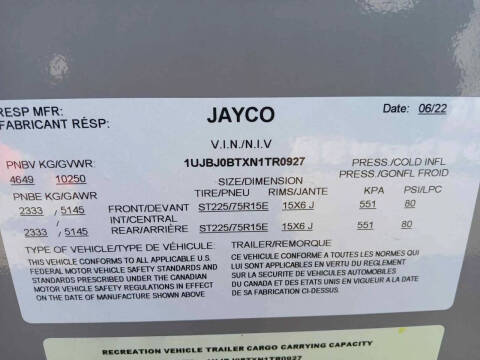 RESP MFR:
FABRICANT RÉSP:
JAYCO
Date: 06/22
V.I.N./N.I.V
PNBV KG/GVWR: 1UJBJ0BTXN1TR0927 PRESS/COLD INFL
4649 10250 SIZE/DIMENSION PRESS/GONFL FROID
PNBE KG/GAWR TIRE/PNEU RIMS/JANTE KPA PSI/LPC
2333 / 5145 FRONT/DEVANT ST225/75R15E 15X6 J 551 80
INT/CENTRAL
2333 / 5145 REAR/ARRIÈRE ST225/75R15E 15X6 J 551 80
TYPE OF VEHICLE/TYPE DE VÉHICULE: TRAILER/REMORQUE
THIS VEHICLE CONFORMS TO ALL APPLICABLE U.S.
FEDERAL MOTOR VEHICLE SAFETY STANDARDS AND
STANDARDS PRESCRIBED UNDER THE CANADIAN
MOTOR VEHICLE SAFETY REGULATIONS IN EFFECT
ON THE DATE OF MANUFACTURE SHOWN ABOVE
CE VÉHICULE CONFORME A TOUTES LES NORMES QUI
LUI SONT APPLICABLES EN VERTU DU REGLEMENT
SUR LA SECURITE DE VEHICULES AUTOMOBILES
DU CANADA ET DES ETATS UNIS EN VIGUEUR A LA DATE
DE SA FABRICATION CI-DESSUS.
RECREATION VEHICLE TRAILER CARGO CARRYING CAPACITY